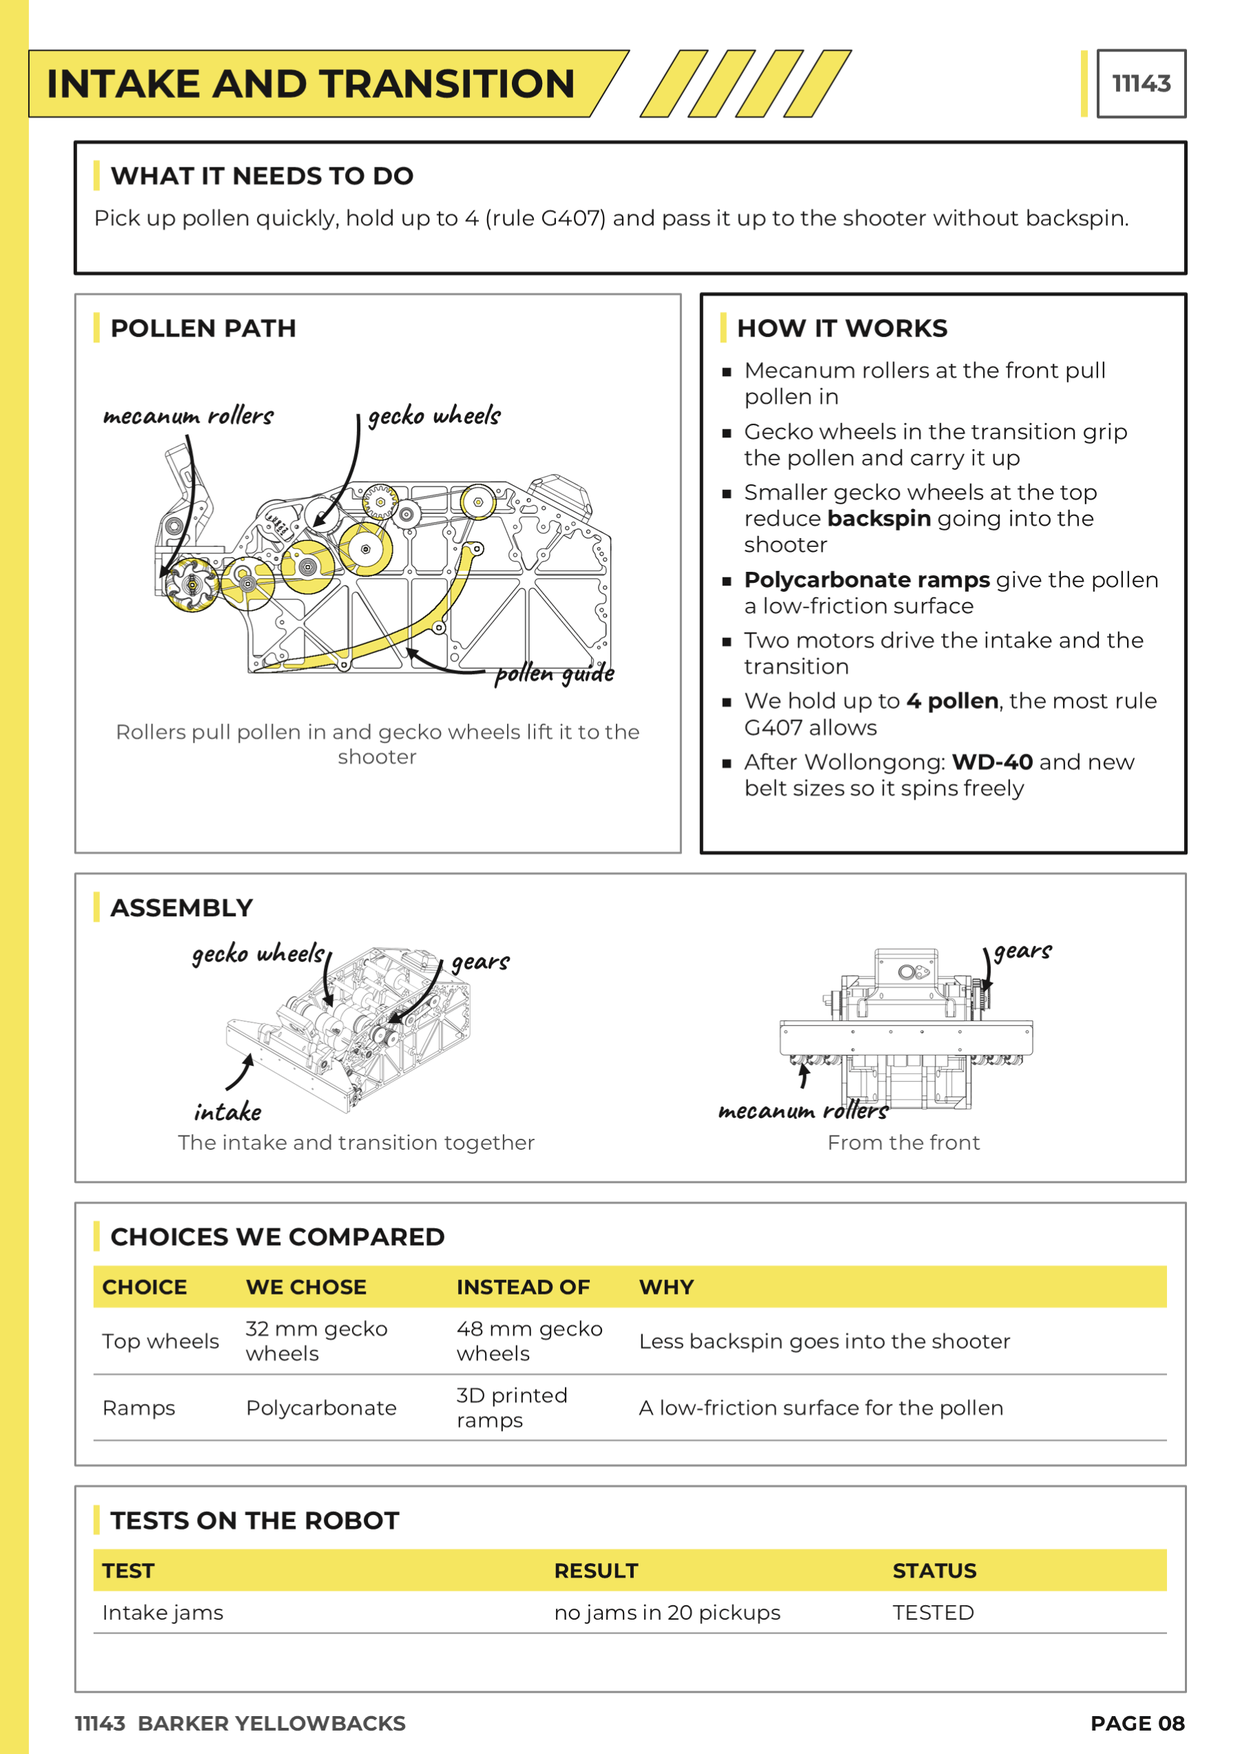 INTAKE AND TRANSITION
11143
WHAT IT NEEDS TO DO
Pick up pollen quickly, hold up to 4 (rule G407) and pass it up to the shooter without backspin.
POLLEN PATH
mecanum rollers
gecko wheels
pollen guide
Rollers pull pollen in and gecko wheels lift it to the
shooter
HOW IT WORKS
▪ Mecanum rollers at the front pull
pollen in
▪ Gecko wheels in the transition grip
the pollen and carry it up
▪ Smaller gecko wheels at the top
reduce backspin going into the
shooter
▪ Polycarbonate ramps give the pollen
a low-friction surface
▪ Two motors drive the intake and the
transition
▪ We hold up to 4 pollen, the most rule
G407 allows
▪ After Wollongong: WD-40 and new
belt sizes so it spins freely
ASSEMBLY
gecko wheels
gears
intake
The intake and transition together
gears
mecanum rollers
From the front
CHOICES WE COMPARED
CHOICE WE CHOSE INSTEAD OF WHY
Top wheels 32 mm gecko wheels 48 mm gecko wheels Less backspin goes into the shooter
Ramps Polycarbonate 3D printed ramps A low-friction surface for the pollen
TESTS ON THE ROBOT
TEST RESULT STATUS
Intake jams no jams in 20 pickups TESTED
11143 BARKER YELLOWBACKS
PAGE 08